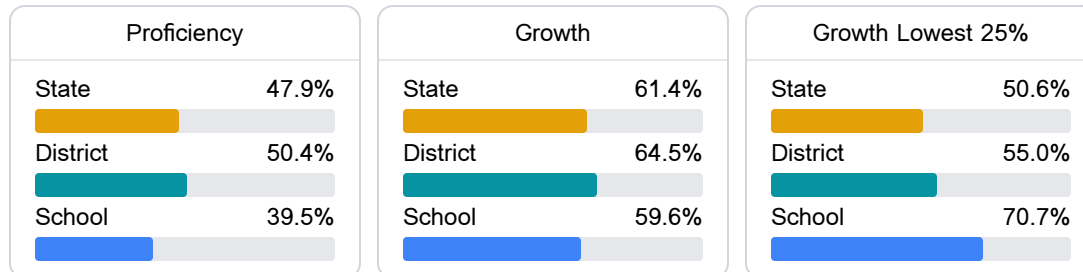 Proficiency
State 47.9%
District 50.4%
School 39.5%
Growth
State 61.4%
District 64.5%
School 59.6%
Growth Lowest 25%
State 50.6%
District 55.0%
School 70.7%